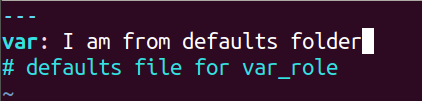 ---
var: I am from defaults folder
# defaults file for var_role
~